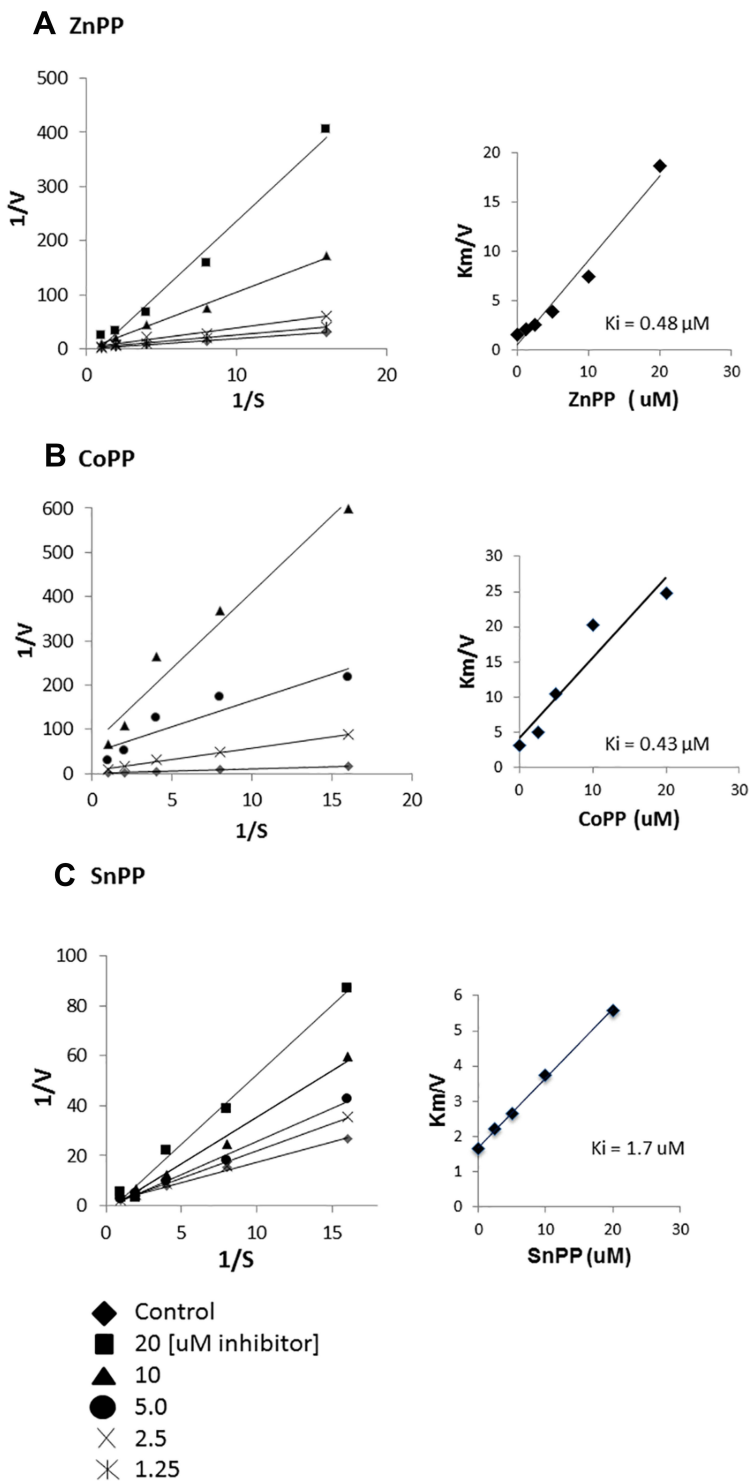 A ZnPP
500
400
300
200
100
0
1/V
0 10 20
1/S
20
15
10
5
0
Km/V
Ki = 0.48 µM
0 10 20 30
ZnPP ( uM)
B CoPP
600
500
400
300
200
100
0
1/V
0 5 10 15 20
1/S
30
25
20
15
10
5
0
Km/V
Ki = 0.43 µM
0 10 20 30
CoPP (uM)
C SnPP
100
80
60
40
20
0
1/V
0 5 10 15
1/S
6
5
4
3
2
1
0
Km/V
Ki = 1.7 uM
0 10 20 30
SnPP (uM)
Control
20 [uM inhibitor]
10
5.0
2.5
1.25